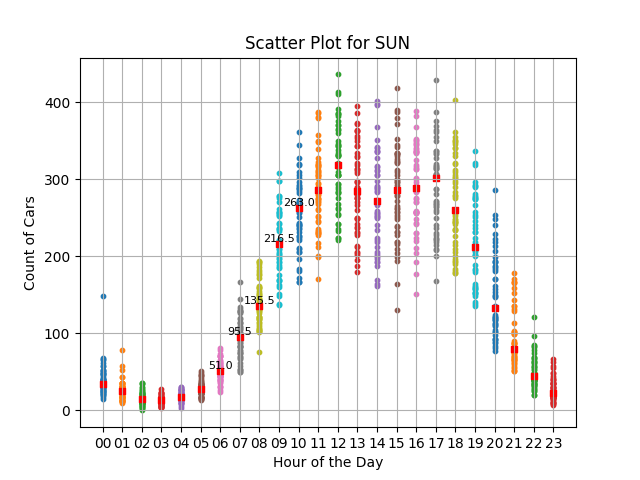 Scatter Plot for SUN
Count of Cars
400
300
200
100
0
263.0
216.5
135.5
95.5
51.0
00 01 02 03 04 05 06 07 08 09 10 11 12 13 14 15 16 17 18 19 20 21 22 23
Hour of the Day